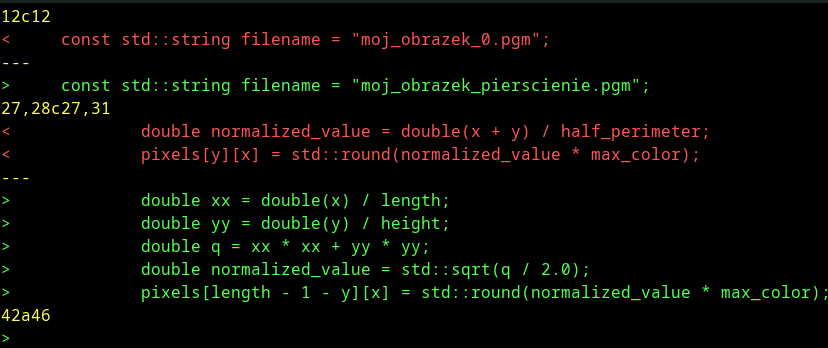 12c12
<     const std::string filename = "moj_obrazek_0.pgm";
---
>     const std::string filename = "moj_obrazek_pierscienie.pgm";
27,28c27,31
<             double normalized_value = double(x + y) / half_perimeter;
<             pixels[y][x] = std::round(normalized_value * max_color);
---
>             double xx = double(x) / length;
>             double yy = double(y) / height;
>             double q = xx * xx + yy * yy;
>             double normalized_value = std::sqrt(q / 2.0);
>             pixels[length - 1 - y][x] = std::round(normalized_value * max_color);
42a46
>